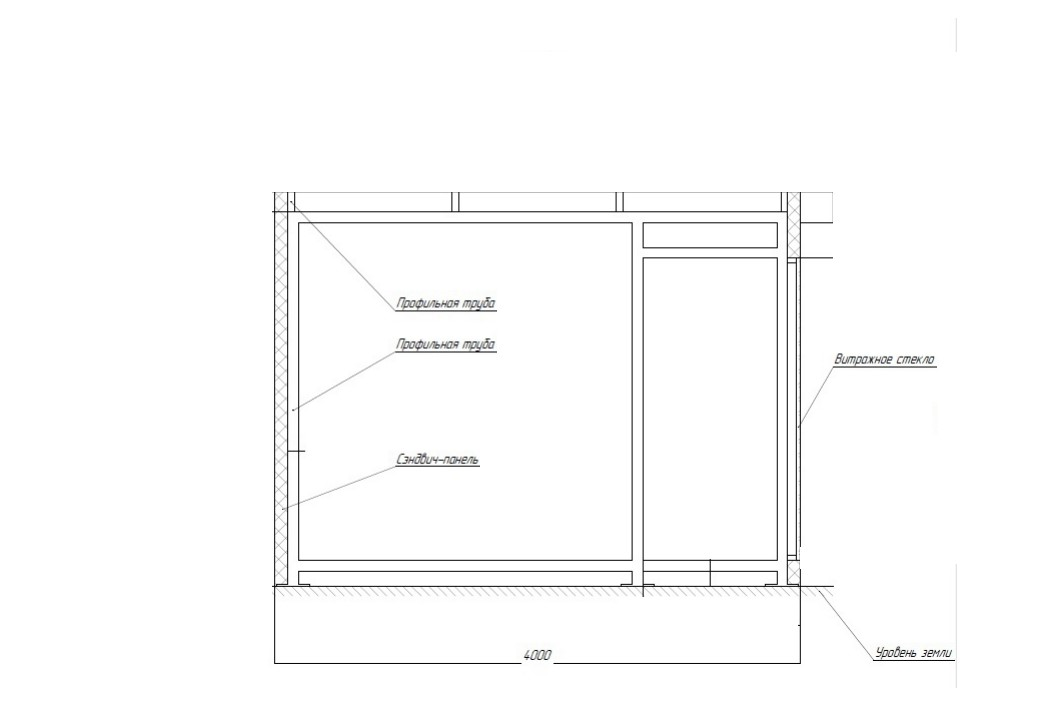 Профильная труба
Профильная труба
Витражное стекло
Сэндвич-панель
Уровень земли
4000